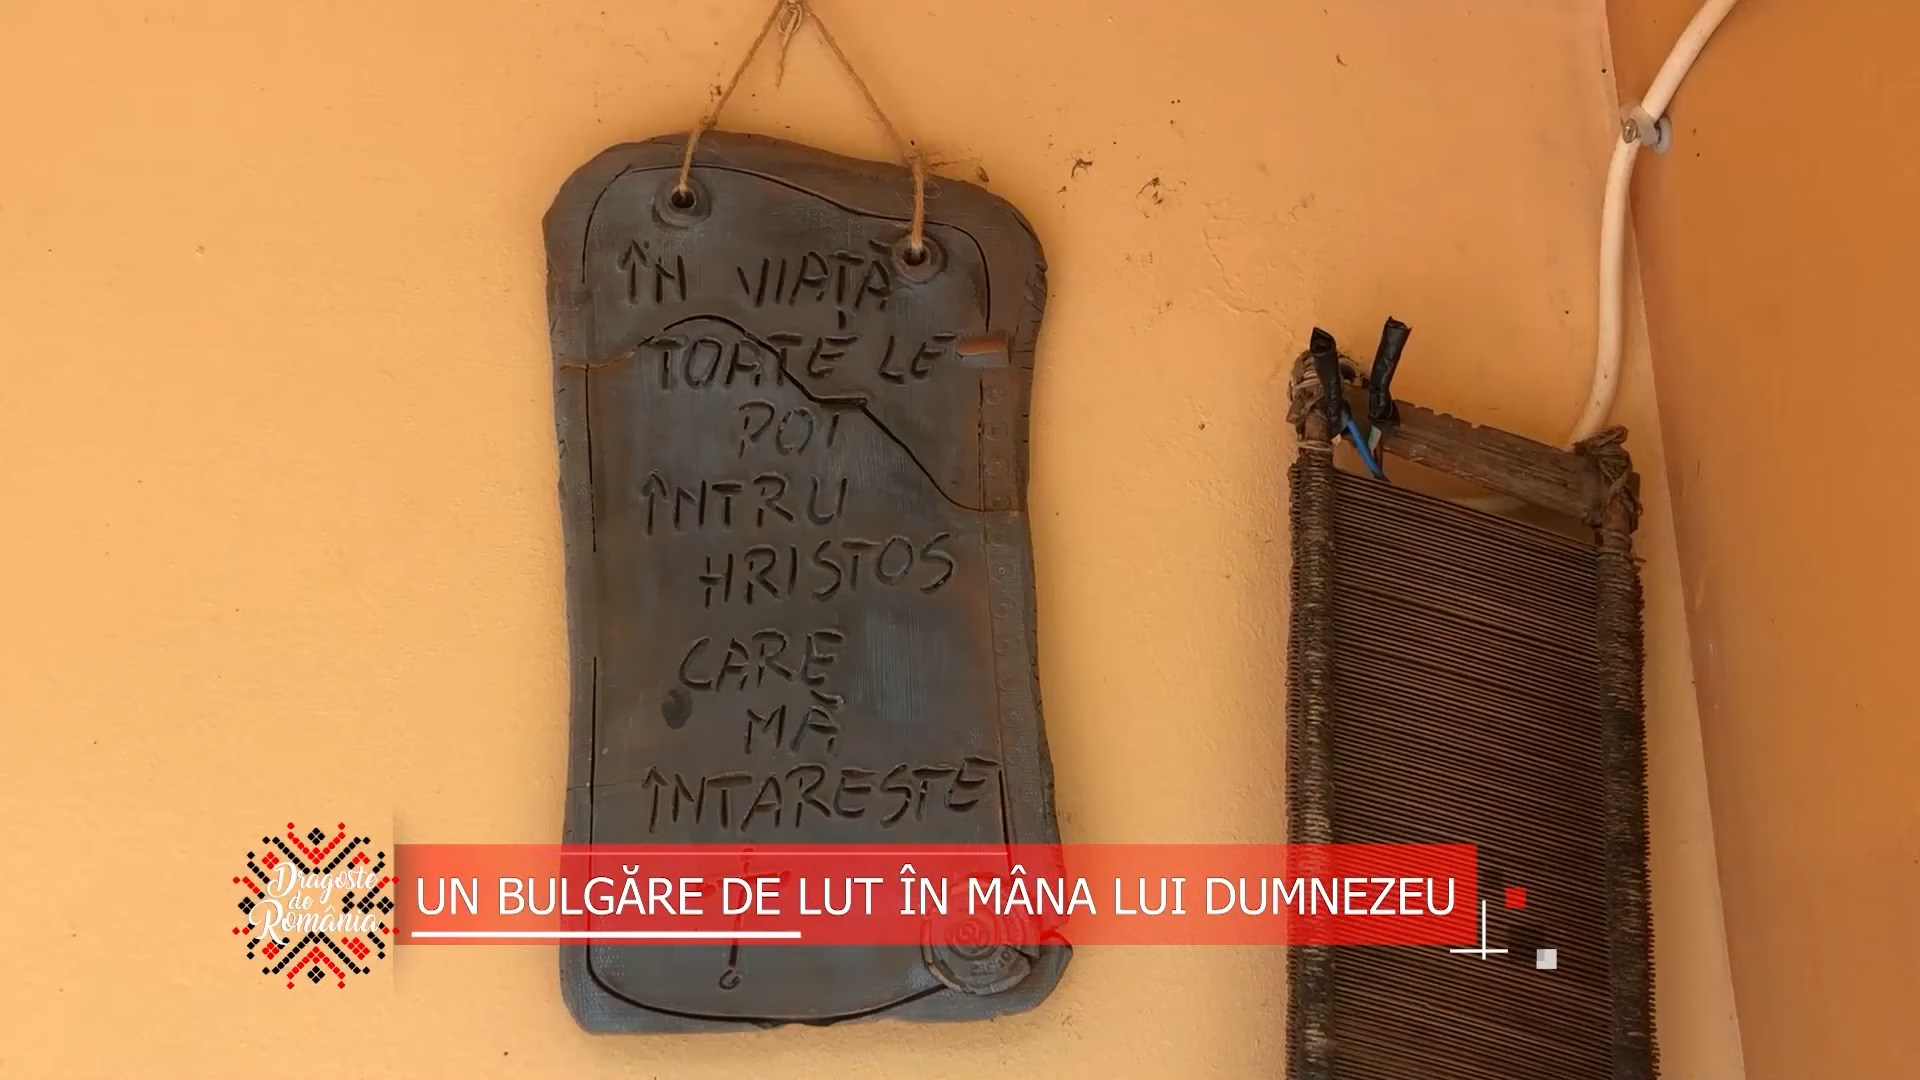 ÎN VIAȚĂ
TOATE LE
POT
ÎNTRU
HRISTOS
CARE
MĂ
ÎNTARESTE
Dragoste
de
România
UN BULGĂRE DE LUT ÎN MÂNA LUI DUMNEZEU